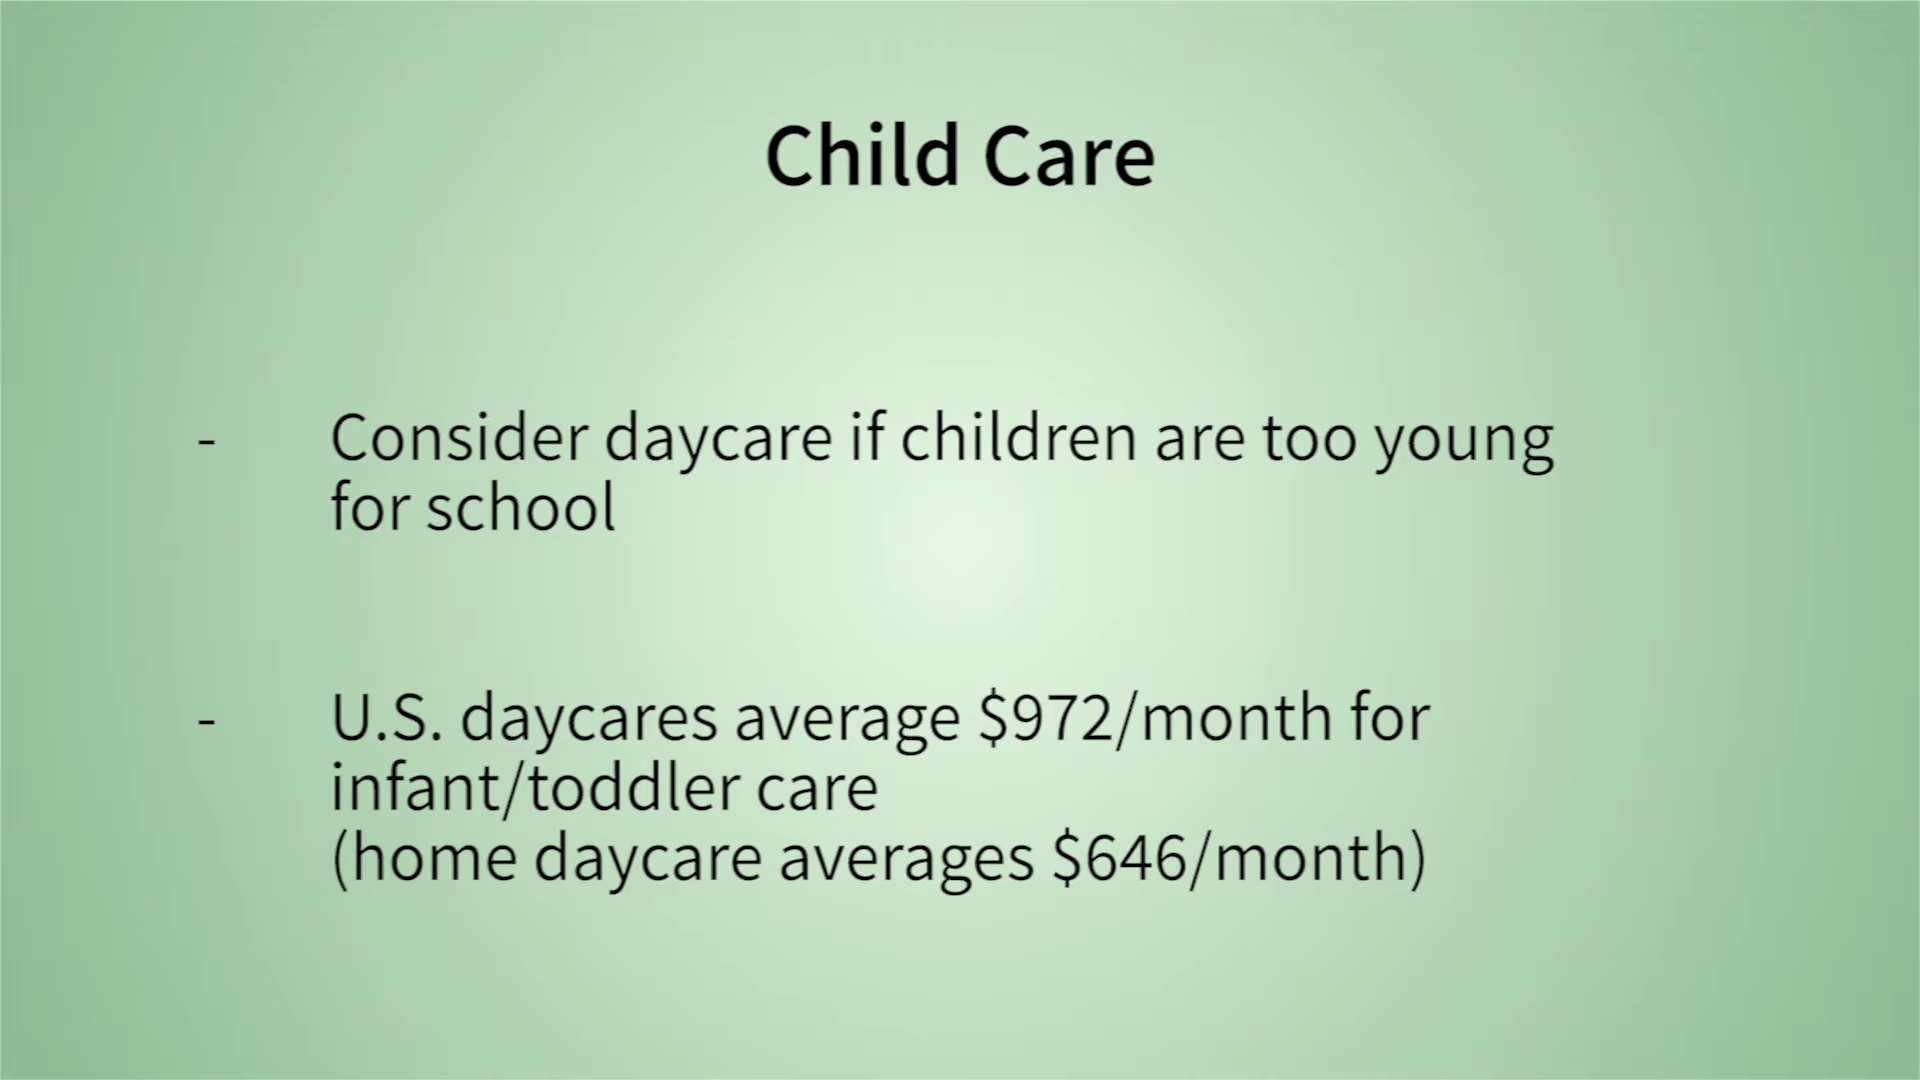 Child Care
- Consider daycare if children are too young
for school
- U.S. daycares average $972/month for
infant/toddler care
(home daycare averages $646/month)